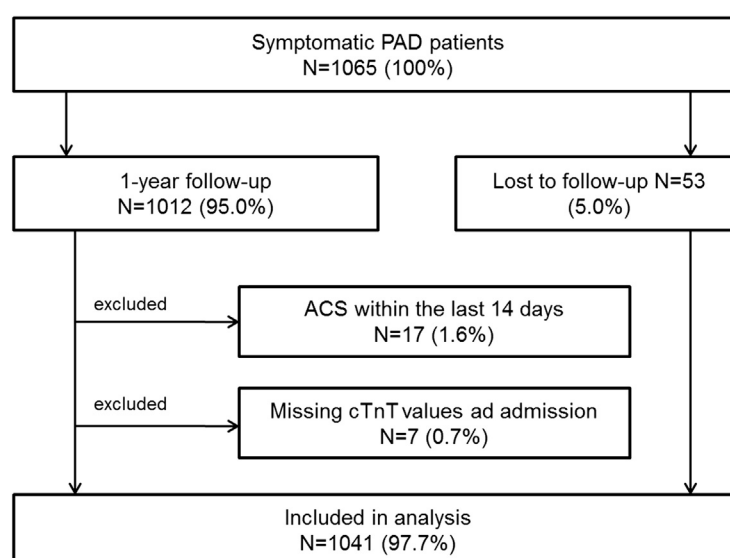 Symptomatic PAD patients
N=1065 (100%)
1-year follow-up
N=1012 (95.0%)
Lost to follow-up N=53
(5.0%)
excluded
ACS within the last 14 days
N=17 (1.6%)
excluded
Missing cTnT values ad admission
N=7 (0.7%)
Included in analysis
N=1041 (97.7%)